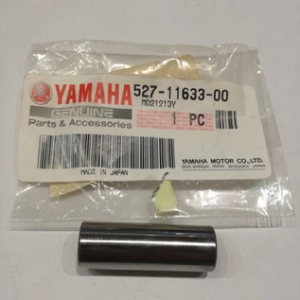 YAMAHA 527-11633-00
GENUINE M021213Y
Parts & Accessories 1 PC
MADE IN JAPAN
YAMAHA MOTOR CO.,LTD.